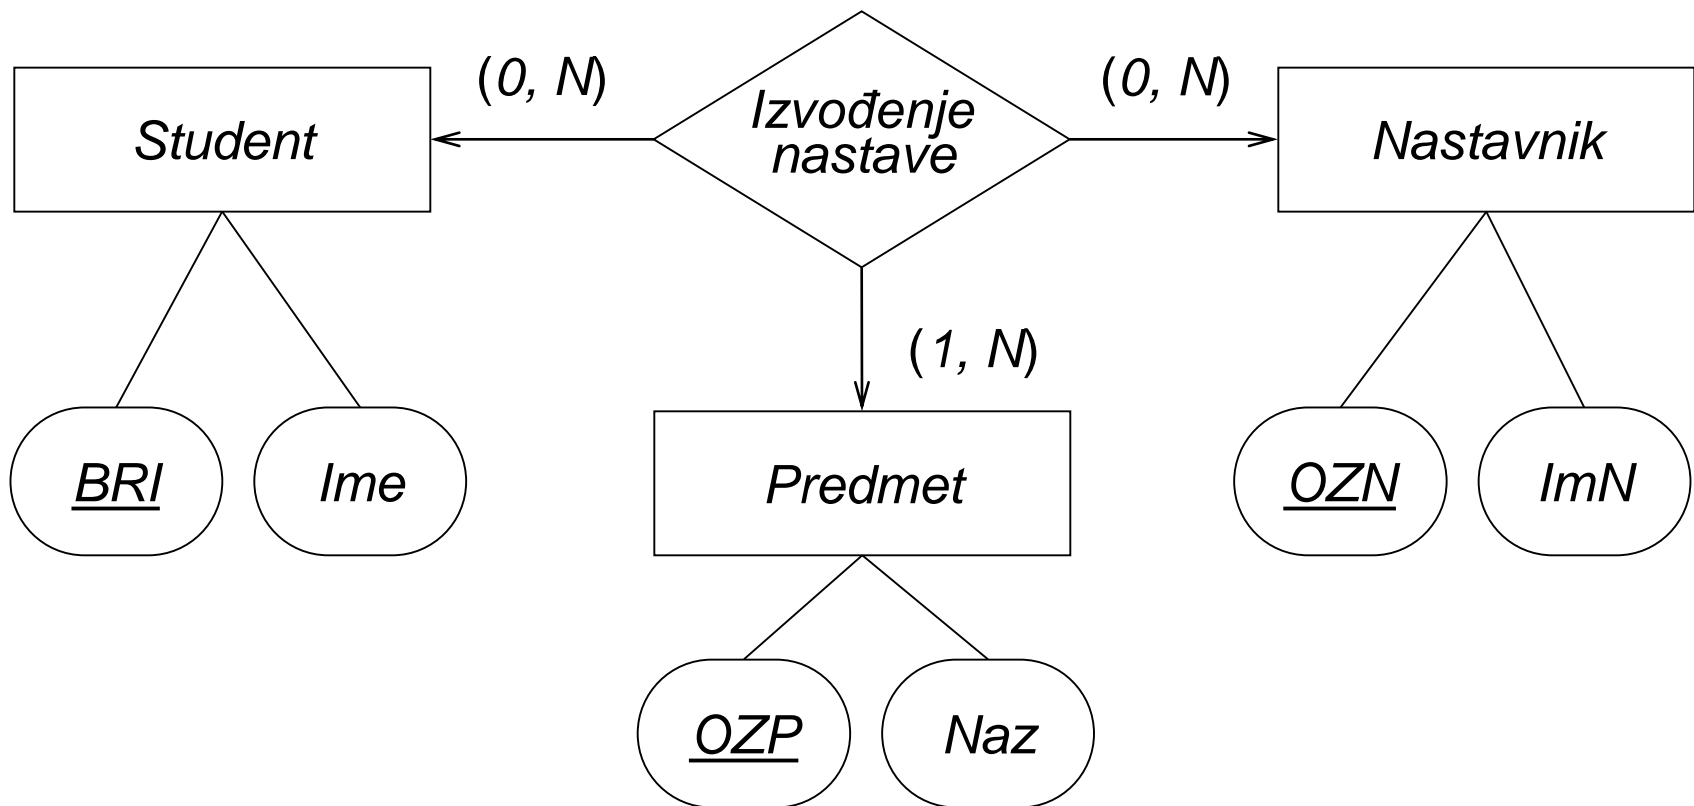 (0, N)
(0, N)
Student
Izvođenje
nastave
Nastavnik
(1, N)
BRI
Ime
Predmet
OZN
ImN
OZP
Naz